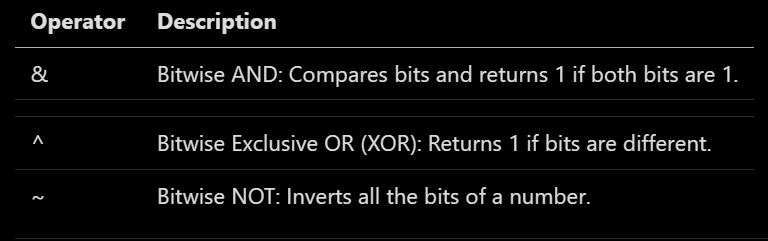 Operator Description
& Bitwise AND: Compares bits and returns 1 if both bits are 1.
^ Bitwise Exclusive OR (XOR): Returns 1 if bits are different.
~ Bitwise NOT: Inverts all the bits of a number.